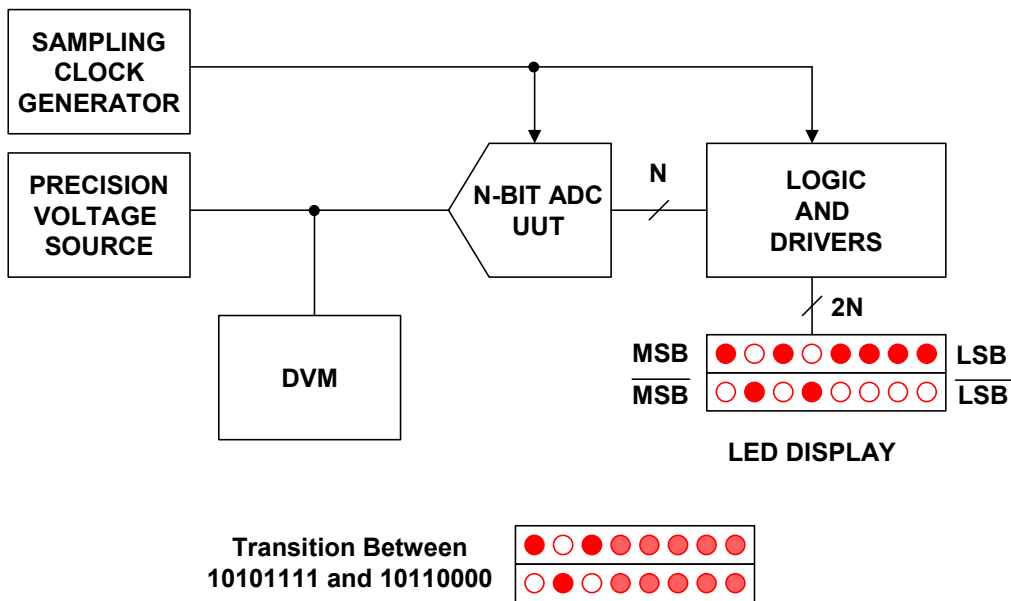 SAMPLING
CLOCK
GENERATOR
PRECISION
VOLTAGE
SOURCE
N-BIT ADC
UUT
N
LOGIC
AND
DRIVERS
DVM
2N
MSB
LSB
MSB
LSB
LED DISPLAY
Transition Between
10101111 and 10110000